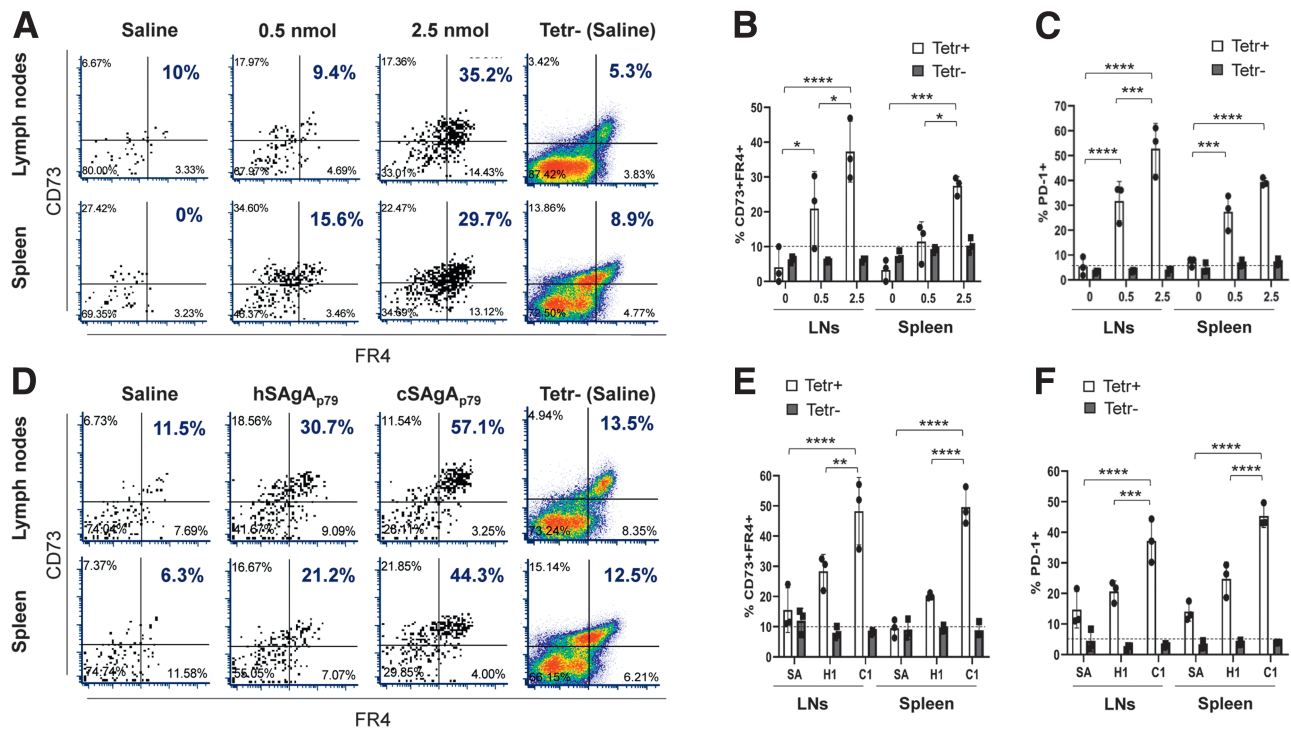 A
Saline 0.5 nmol 2.5 nmol Tetr- (Saline)
Lymph nodes
6.67% 10% 17.97% 9.4% 17.36% 35.2% 3.42% 5.3%
80.00% 3.33% 67.97% 4.69% 33.01% 14.43% 87.42% 3.83%
CD73
Spleen
27.42% 0% 34.60% 15.6% 22.47% 29.7% 13.86% 8.9%
69.35% 3.23% 46.37% 3.46% 34.69% 13.12% 72.50% 4.77%
FR4
B
Tetr+
Tetr-
**** * * *** *
% CD73+FR4+
50
40
30
20
10
0
0 0.5 2.5 0 0.5 2.5
LNs Spleen
C
Tetr+
Tetr-
**** *** **** **** ***
% PD-1+
70
60
50
40
30
20
10
0
0 0.5 2.5 0 0.5 2.5
LNs Spleen
D
Saline hSAgAp79 cSAgAp79 Tetr- (Saline)
Lymph nodes
6.73% 11.5% 18.56% 30.7% 11.54% 57.1% 4.94% 13.5%
74.04% 7.69% 41.67% 9.09% 28.11% 3.25% 73.24% 8.35%
CD73
Spleen
7.37% 6.3% 16.67% 21.2% 21.85% 44.3% 15.14% 12.5%
74.74% 11.58% 55.05% 7.07% 29.85% 4.00% 66.15% 6.21%
FR4
E
Tetr+
Tetr-
**** ** **** ****
% CD73+FR4+
60
50
40
30
20
10
0
SA H1 C1 SA H1 C1
LNs Spleen
F
Tetr+
Tetr-
**** *** **** ****
% PD-1+
60
50
40
30
20
10
0
SA H1 C1 SA H1 C1
LNs Spleen